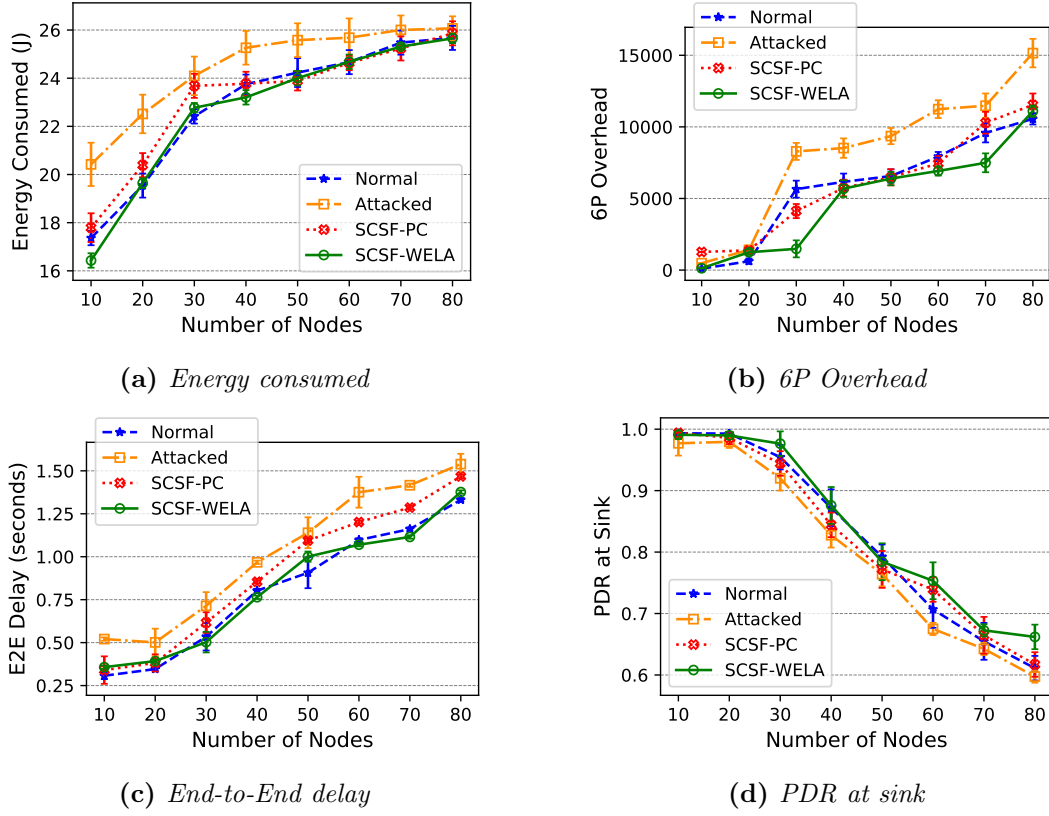 26
24
22
20
18
16
Energy Consumed (J)
Normal
Attacked
SCSF-PC
SCSF-WELA
10 20 30 40 50 60 70 80
Number of Nodes
(a) Energy consumed
Normal
Attacked
SCSF-PC
SCSF-WELA
15000
10000
5000
0
6P Overhead
10 20 30 40 50 60 70 80
Number of Nodes
(b) 6P Overhead
Normal
Attacked
SCSF-PC
SCSF-WELA
1.50
1.25
1.00
0.75
0.50
0.25
E2E Delay (seconds)
10 20 30 40 50 60 70 80
Number of Nodes
(c) End-to-End delay
1.0
0.9
0.8
0.7
0.6
PDR at Sink
Normal
Attacked
SCSF-PC
SCSF-WELA
10 20 30 40 50 60 70 80
Number of Nodes
(d) PDR at sink